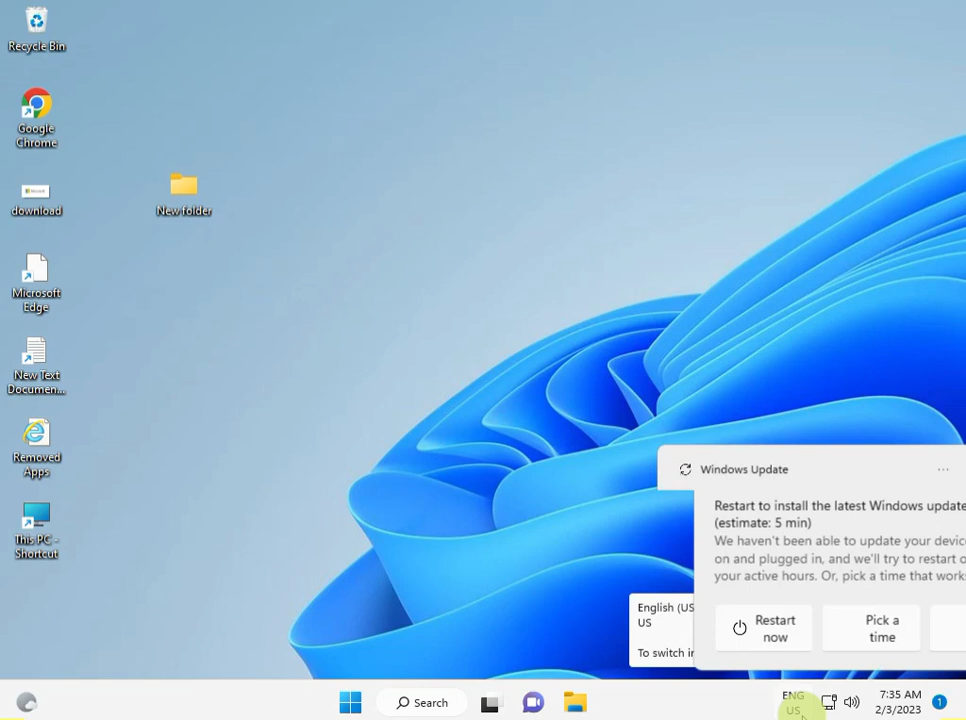 Recycle Bin
Google
Chrome
download
New folder
Microsoft
Edge
New Text
Documen...
Removed
Apps
This PC -
Shortcut
Windows Update
Restart to install the latest Windows update
(estimate: 5 min)
We haven't been able to update your devic
on and plugged in, and we'll try to restart o
your active hours. Or, pick a time that work
Restart
now
Pick a
time
English (US
US
To switch in
Search
ENG
US
7:35 AM
2/3/2023
1